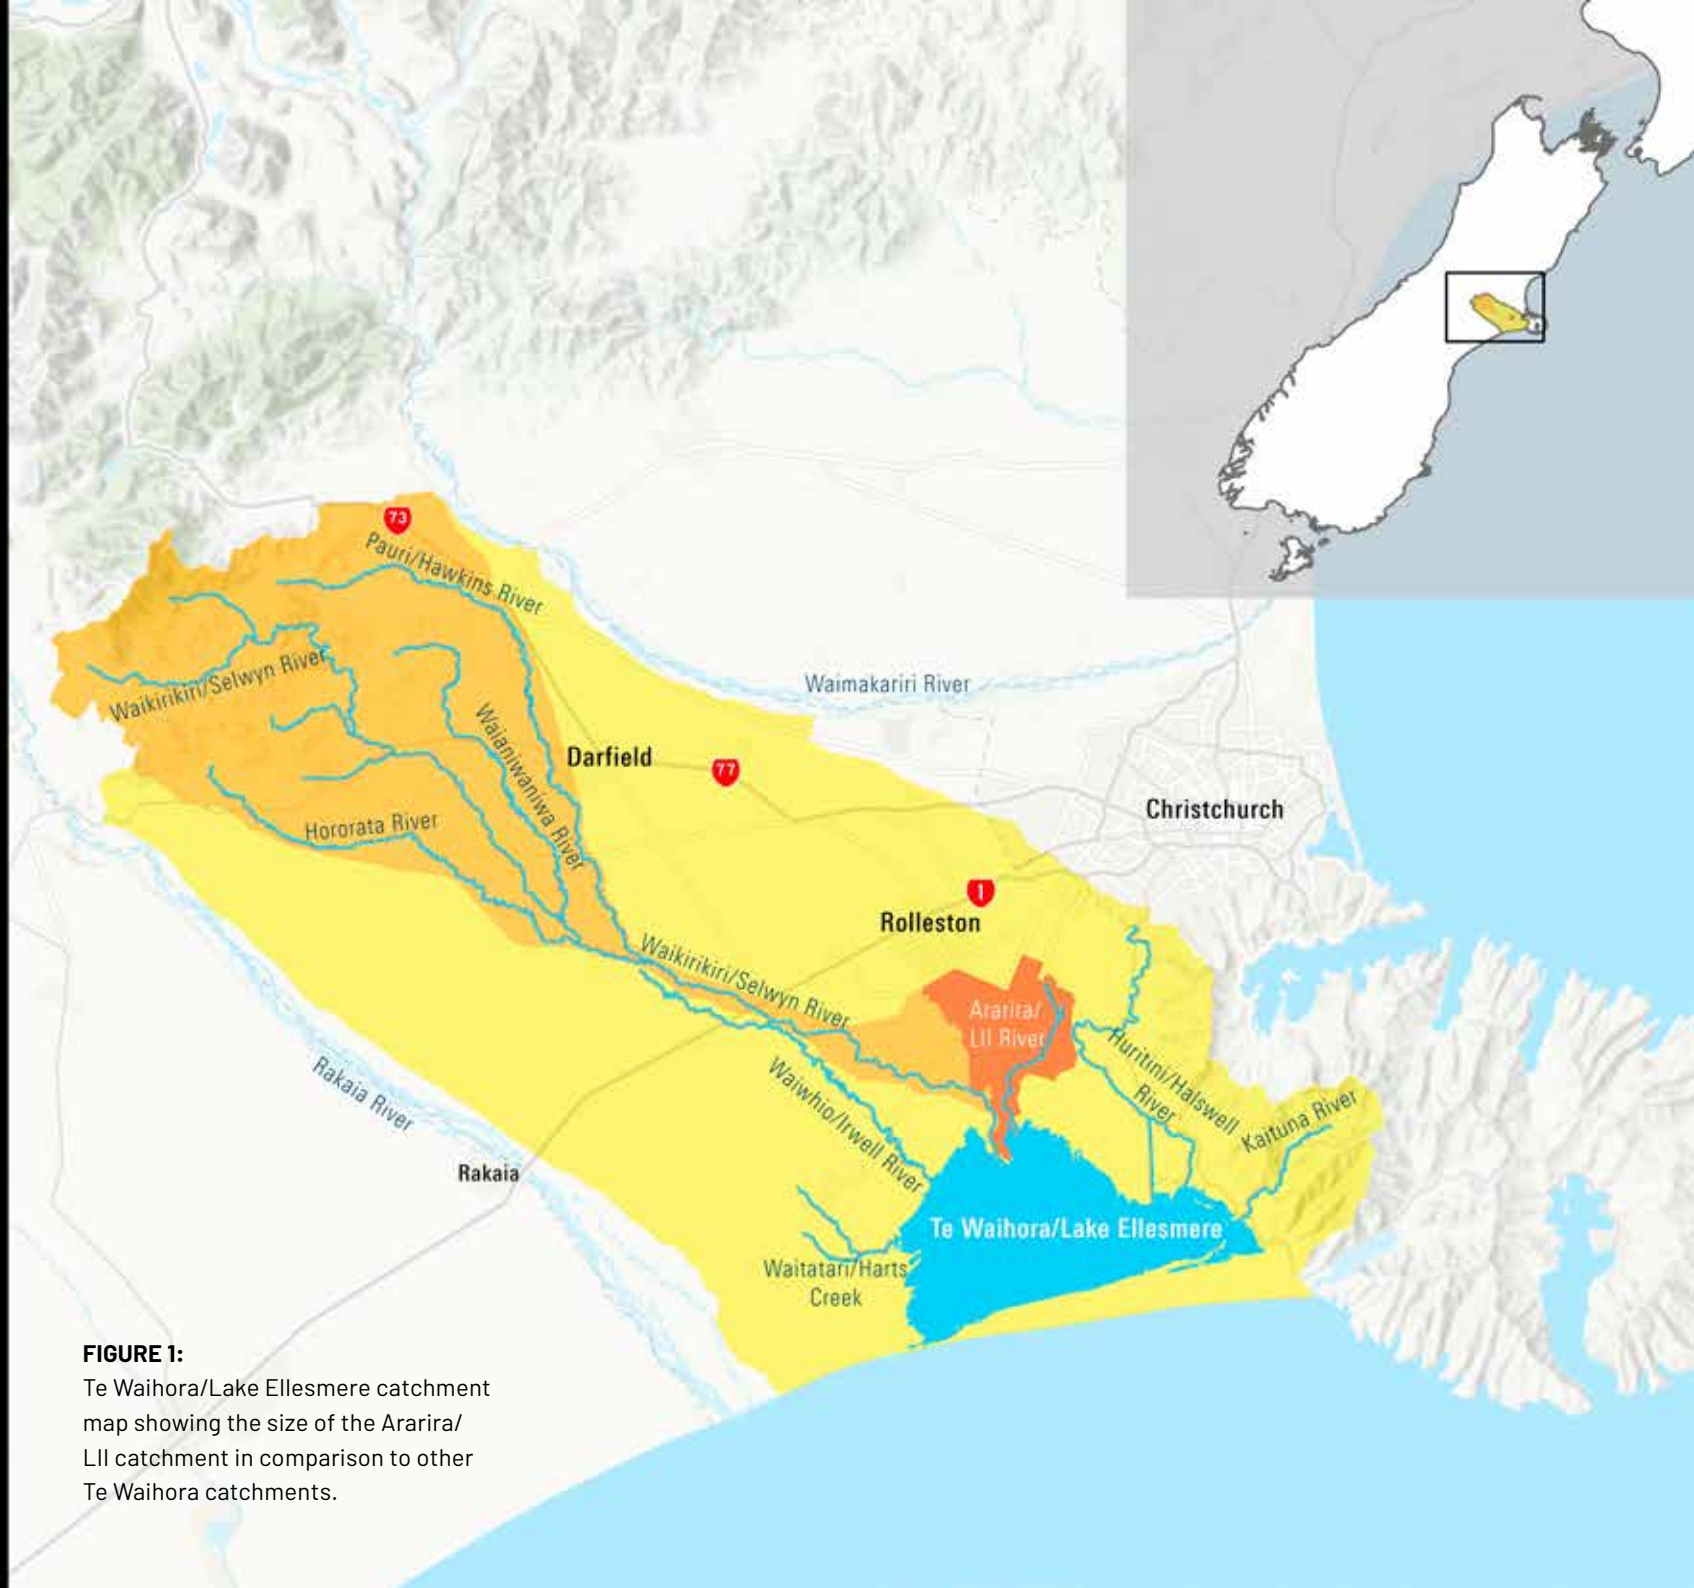 73
Pauri/Hawkins River
Waikirikiri/Selwyn River
Waimakariri River
Waianiwaniwa River
Darfield
77
Christchurch
Hororata River
1
Rolleston
Waikirikiri/Selwyn River
Ararira/
LII River
Huritini/Halswell
River
Kaituna River
Rakaia River
Waiwhio/Irwell River
Rakaia
Te Waihora/Lake Ellesmere
Waitatari/Harts
Creek
FIGURE 1:
Te Waihora/Lake Ellesmere catchment
map showing the size of the Ararira/
LII catchment in comparison to other
Te Waihora catchments.